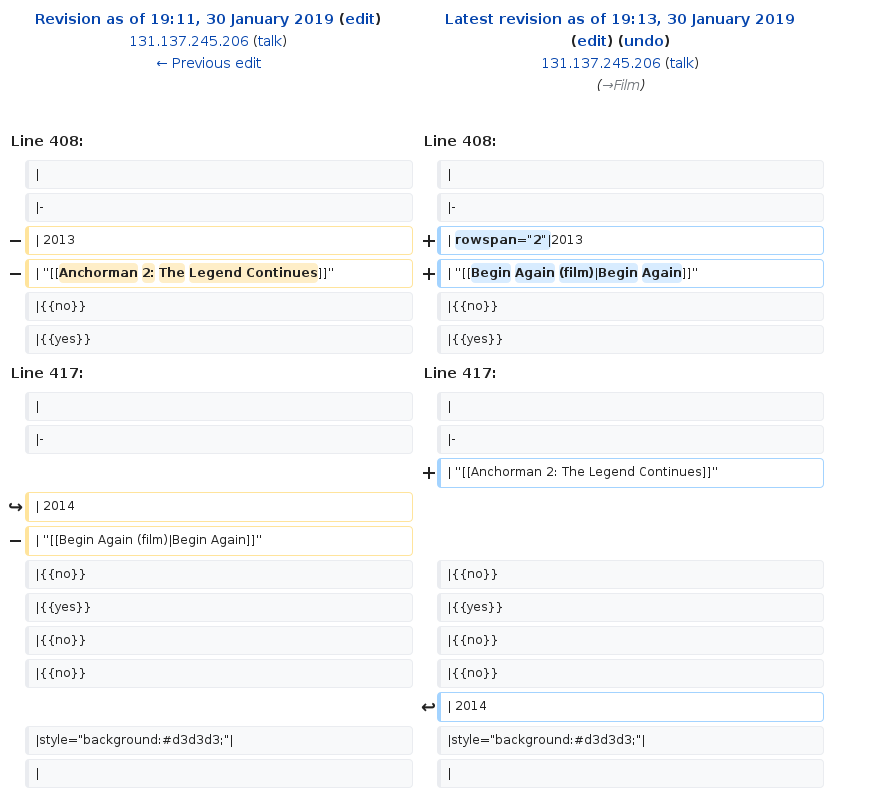 Revision as of 19:11, 30 January 2019 (edit)
131.137.245.206 (talk)
← Previous edit
Latest revision as of 19:13, 30 January 2019
(edit) (undo)
131.137.245.206 (talk)
(→Film)
Line 408:
Line 408:
|
|
|-
|-
− | 2013
+ | rowspan="2"|2013
− | ''[[Anchorman 2: The Legend Continues]]''
+ | ''[[Begin Again (film)|Begin Again]]''
|{{no}}
|{{no}}
|{{yes}}
|{{yes}}
Line 417:
Line 417:
|
|
|-
|-
+ | ''[[Anchorman 2: The Legend Continues]]''
↪ | 2014
− | ''[[Begin Again (film)|Begin Again]]''
|{{no}}
|{{no}}
|{{yes}}
|{{yes}}
|{{no}}
|{{no}}
|{{no}}
|{{no}}
↩ | 2014
|style="background:#d3d3d3;"|
|style="background:#d3d3d3;"|
|
|